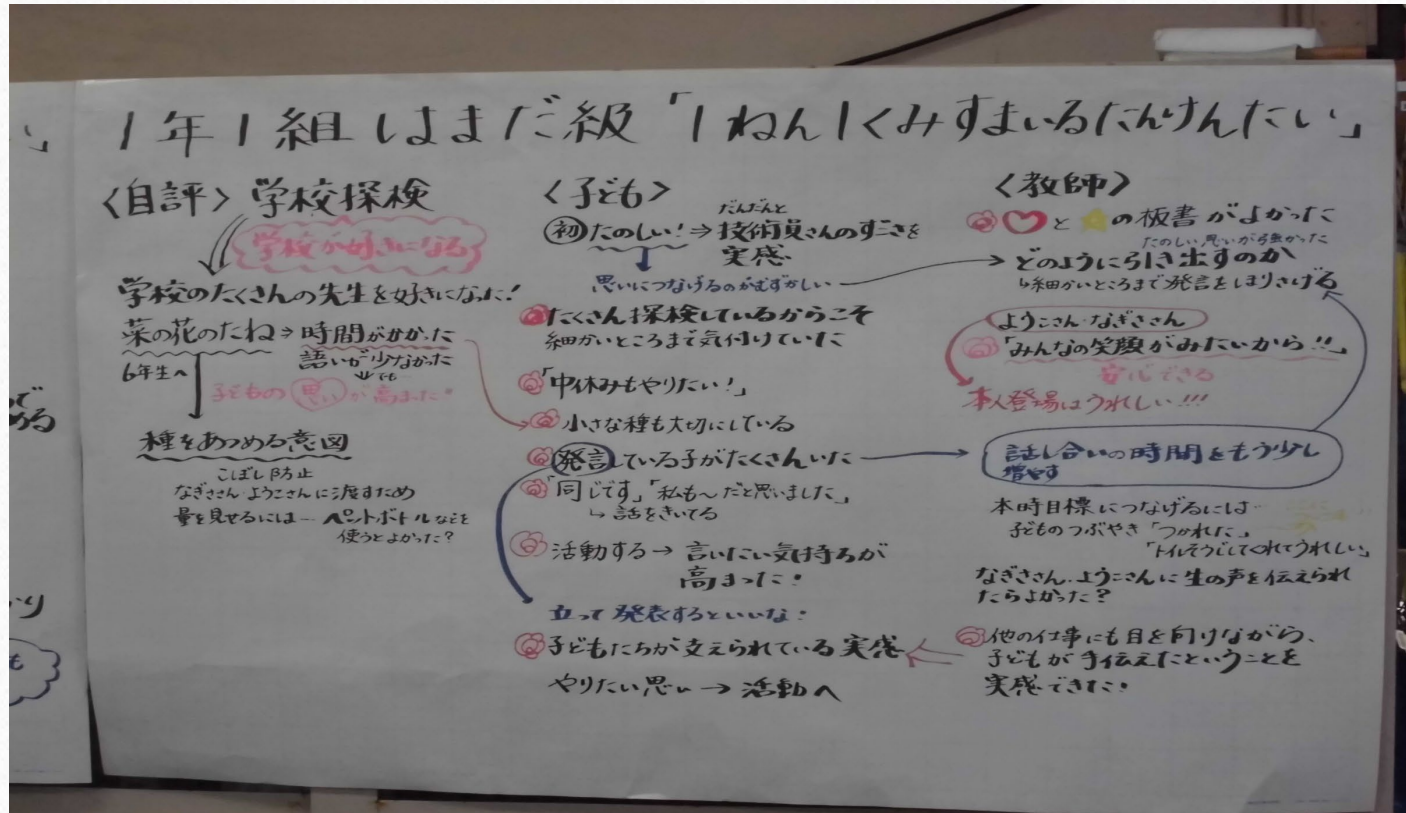 1年1組 はまだ級「1ねん1くみすまいるたんけんたい」
〈自評〉学校探検
学校が好きになる
学校のたくさんの先生を好きになった!
菜の花のたね→時間がかかった
6年生へ
語いが少なかった
↓でも
子どもの思いが高まった!
種をあつめる意図
こぼし防止
なぎささん・ようこさんに渡すため
量を見せるには…ペットボトルなどを
使うとよかった?
〈子ども〉
だんだんと
初たのしい!⇒技術員さんのすごさを
実感
思いにつなげるのがむずかしい
たくさん探検しているからこそ
細かいところまで気付けていた
「中休みもやりたい!」
小さな種も大切にしている
発言している子がたくさんいた
「同じです」「私も〜だと思いました」
↳話をきいてる
活動する→言いたい気持ちが
高まった!
立って発表するといいな!
子どもたちが支えられている実感
やりたい思い→活動へ
〈教師〉
♡と★の板書がよかった
たのしい思いが強かった
どのように引き出すのか
↳細かいところまで発言をほりさげる
ようこさん・なぎささん
「みんなの笑顔がみたいから!!」
安心できる
本人登場はうれしい!!!
話し合いの時間をもう少し
増やす
本時目標につなげるには…
子どものつぶやき「つかれた」
「トイレそうじしてくれてうれしい」
なぎささん、ようこさんに生の声を伝えられ
たらよかった?
他の仕事にも目を向けながら、
子どもが手伝えたということを
実感できた!